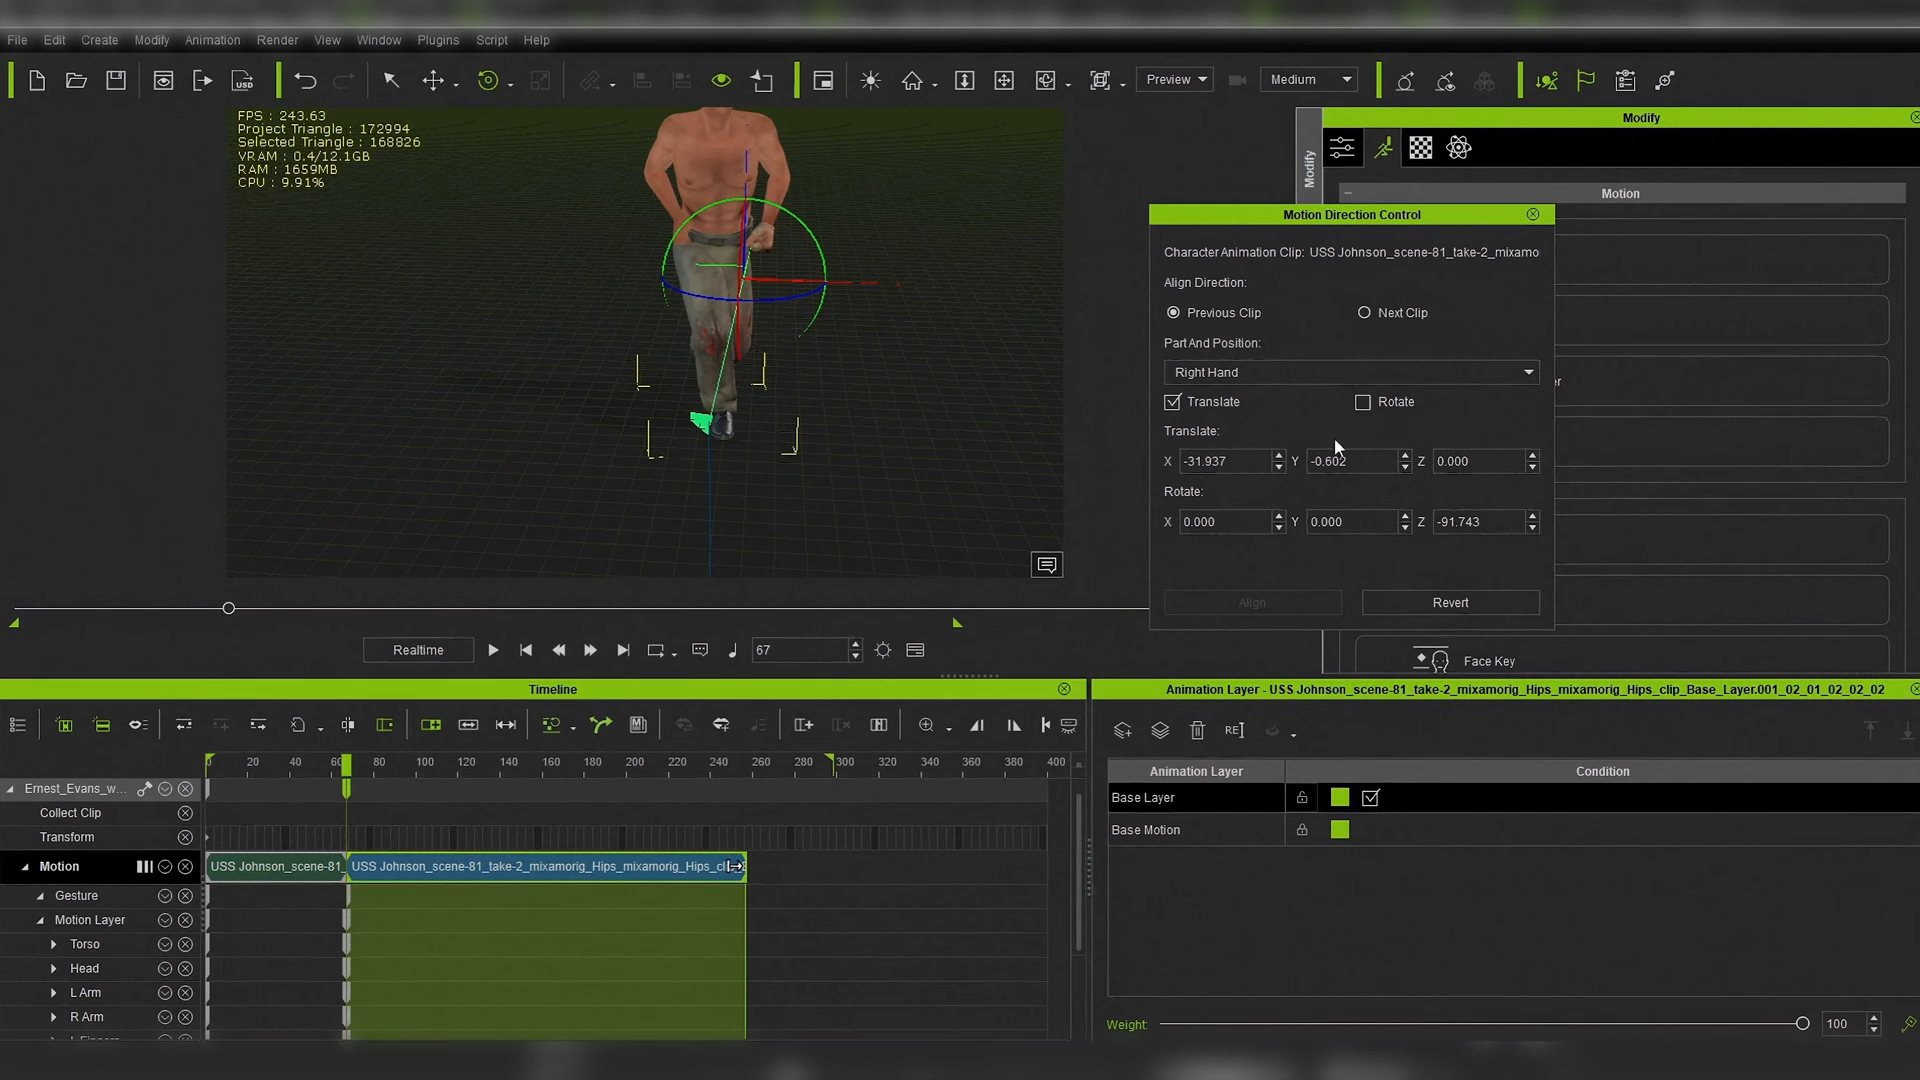 File Edit Create Modify Animation Render View Window Plugins Script Help
USD
Preview
Medium
FPS : 243.63
Project Triangle : 172994
Selected Triangle : 168826
VRAM : 0.4/12.1GB
RAM : 1659MB
CPU : 9.91%
Modify
Modify
Motion
Motion Direction Control
Character Animation Clip: USS Johnson_scene-81_take-2_mixamo
Align Direction:
Previous Clip
Next Clip
Part And Position:
Right Hand
Translate
Rotate
Translate:
X -31.937 Y -0.602 Z 0.000
Rotate:
X 0.000 Y 0.000 Z -91.743
Align
Revert
Face Key
Realtime
67
Timeline
0 20 40 60 80 100 120 140 160 180 200 220 240 260 280 300 320 340 360 380 400
Ernest_Evans_w...
Collect Clip
Transform
Motion
USS Johnson_scene-81_
USS Johnson_scene-81_take-2_mixamorig_Hips_mixamorig_Hips_cl
Gesture
Motion Layer
Torso
Head
L Arm
R Arm
Animation Layer - USS Johnson_scene-81_take-2_mixamorig_Hips_mixamorig_Hips_clip_Base_Layer.001_02_01_02_02_02
RE
Animation Layer
Condition
Base Layer
Base Motion
Weight:
100